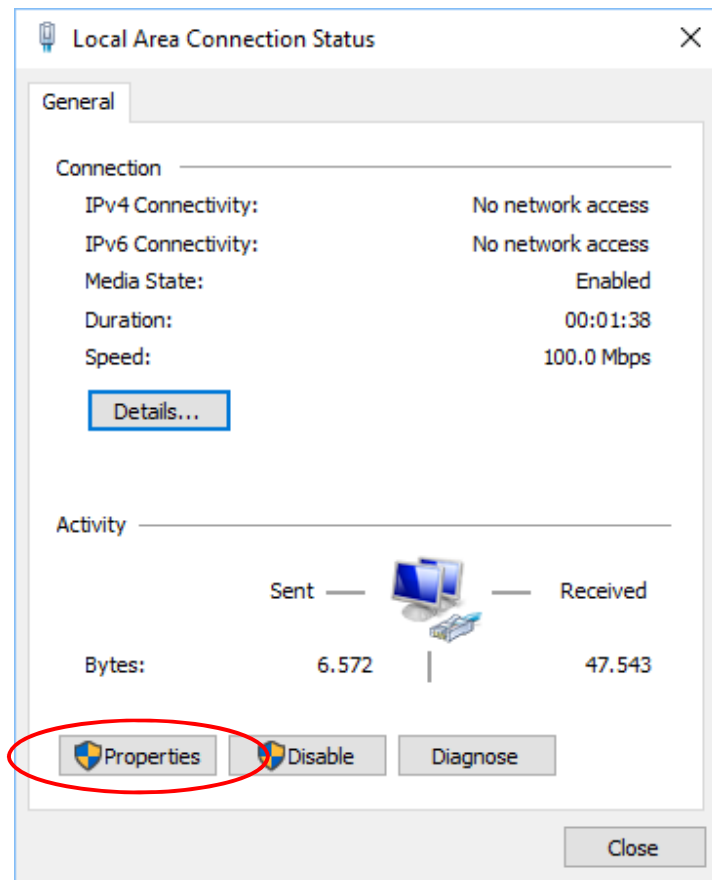 Local Area Connection Status
General
Connection
IPv4 Connectivity: No network access
IPv6 Connectivity: No network access
Media State: Enabled
Duration: 00:01:38
Speed: 100.0 Mbps
Details...
Activity
Sent Received
Bytes: 6.572 47.543
Properties Disable Diagnose
Close